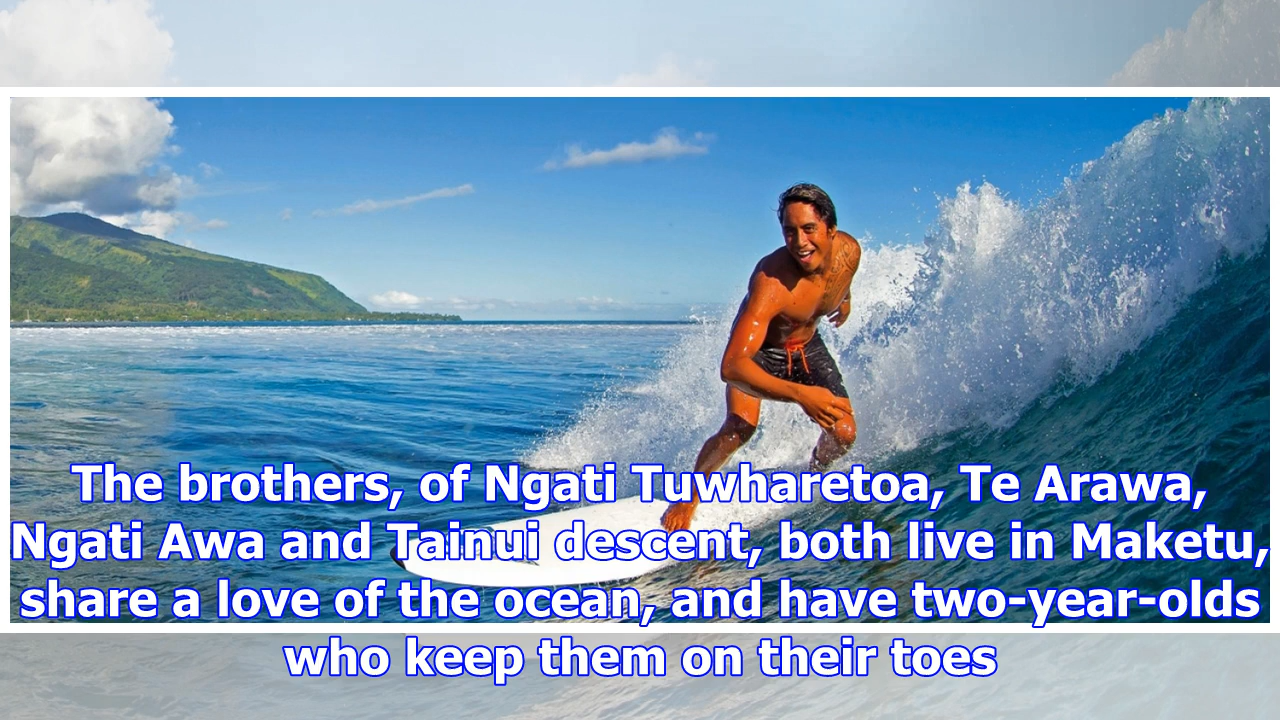 The brothers, of Ngati Tuwharetoa, Te Arawa,
Ngati Awa and Tainui descent, both live in Maketu,
share a love of the ocean, and have two-year-olds
who keep them on their toes